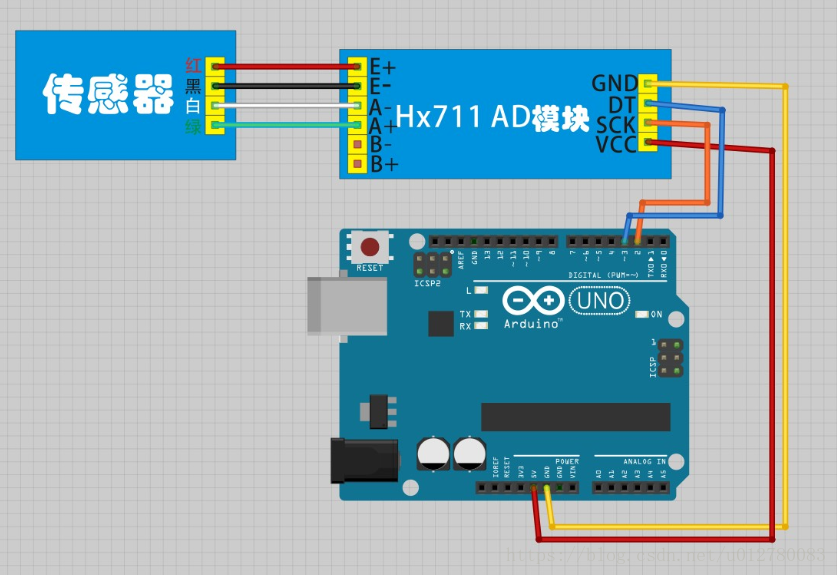 传感器
红
黑
白
绿
E+
E-
A-
A+
B-
B+
Hx711 AD模块
GND
DT
SCK
VCC
RESET
ICSP2
AREF
GND
13
12
~11
~10
~9
8
7
~6
~5
4
~3
2
TX0▶1
RX0◀0
DIGITAL (PWM=~)
L
TX
RX
UNO
Arduino™
ON
1
ICSP
POWER
ANALOG IN
IOREF
RESET
3V3
5V
GND
GND
VIN
A0
A1
A2
A3
A4
A5
https://blog.csdn.net/u012780083